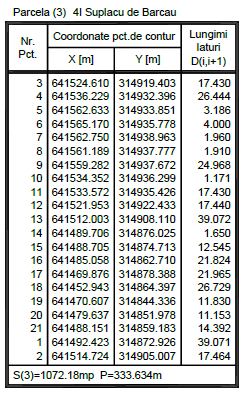 Parcela (3)  4I Suplacu de Barcau
Nr. Pct. Coordonate pct.de contur Lungimi laturi D(i,i+1)
X [m] Y [m]
3 641524.610 314919.403 17.430
4 641536.229 314932.396 26.444
5 641562.633 314933.851 3.186
6 641565.170 314935.778 4.000
7 641562.750 314938.963 1.960
8 641561.189 314937.777 1.910
9 641559.282 314937.672 24.968
10 641534.352 314936.299 1.171
11 641533.572 314935.426 17.430
12 641521.953 314922.433 17.440
13 641512.003 314908.110 39.072
14 641489.706 314876.025 1.650
15 641488.705 314874.713 12.545
16 641485.058 314862.710 21.824
17 641469.876 314878.388 21.965
18 641452.943 314864.397 26.729
19 641470.607 314844.336 11.830
20 641479.637 314851.978 11.153
21 641488.151 314859.183 14.392
1 641492.423 314872.926 39.071
2 641514.724 314905.007 17.464
S(3)=1072.18mp  P=333.634m